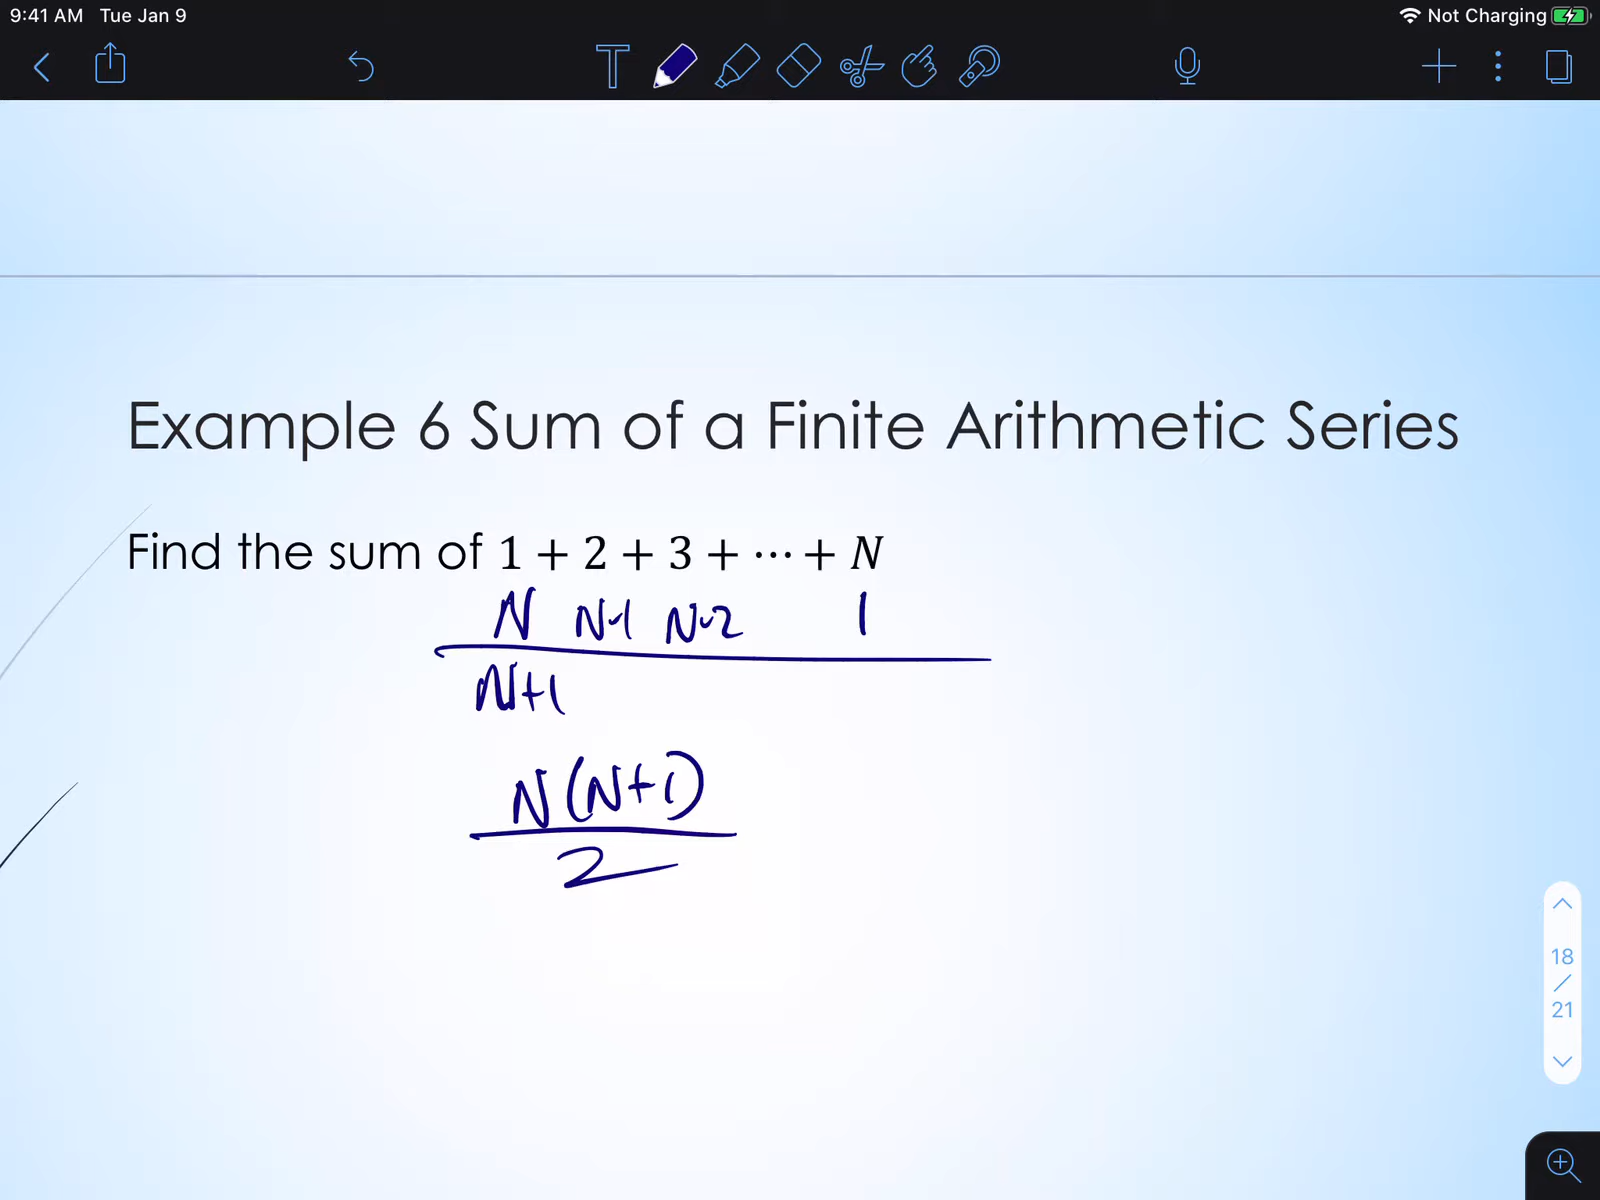 9:41 AM Tue Jan 9 Not Charging
T
Example 6 Sum of a Finite Arithmetic Series
Find the sum of 1 + 2 + 3 + ⋯ + N
N N-1 N-2 1
N+1
N(N+1)
2
18
/
21